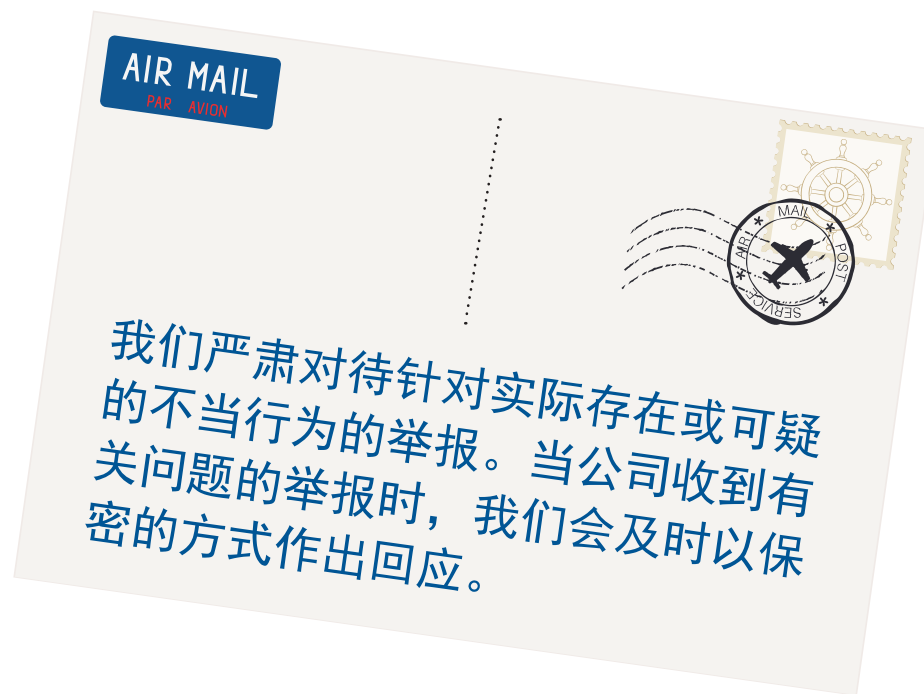 AIR MAIL
PAR AVION
AIR MAIL POST SERVICE
我们严肃对待针对实际存在或可疑
的不当行为的举报。当公司收到有
关问题的举报时，我们会及时以保
密的方式作出回应。